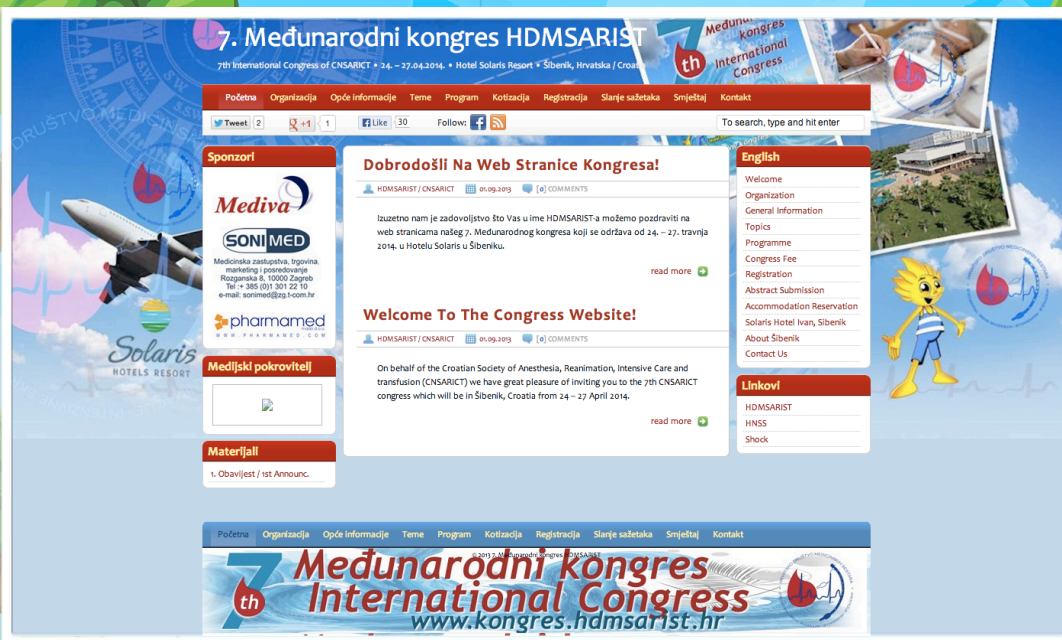 7. Međunarodni kongres HDMSARIST
7th International Congress of CNSARICT • 24. – 27.04.2014. • Hotel Solaris Resort • Šibenik, Hrvatska / Croat
7th
Međunarodni
kongres
International
Congress
Početna Organizacija Opće informacije Teme Program Kotizacija Registracija Slanje sažetaka Smještaj Kontakt
Tweet 2 +1 1 Like 30 Follow: To search, type and hit enter
Sponzori
Mediva
SONIMED
Medicinska zastupstva, trgovina,
marketing i posredovanje
Rozganska 8, 10000 Zagreb
Tel :+ 385 (0)1 301 22 10
e-mail: sonimed@zg.t-com.hr
pharmamed
WWW.PHARMAMED.COM
Solaris
HOTELS RESORT
Medijski pokrovitelj
Materijali
1. Obavijest / 1st Announc.
Dobrodošli Na Web Stranice Kongresa!
HDMSARIST / CNSARICT 01.09.2013 [0] COMMENTS
Izuzetno nam je zadovoljstvo što Vas u ime HDMSARIST-a možemo pozdraviti na
web stranicama našeg 7. Međunarodnog kongresa koji se održava od 24. – 27. travnja
2014. u Hotelu Solaris u Šibeniku.
read more
Welcome To The Congress Website!
HDMSARIST / CNSARICT 01.09.2013 [0] COMMENTS
On behalf of the Croatian Society of Anesthesia, Reanimation, Intensive Care and
transfusion (CNSARICT) we have great pleasure of inviting you to the 7th CNSARICT
congress which will be in Šibenik, Croatia from 24 – 27 April 2014.
read more
English
Welcome
Organization
General Information
Topics
Programme
Congress Fee
Registration
Abstract Submission
Accommodation Reservation
Solaris Hotel Ivan, Sibenik
About Šibenik
Contact Us
Linkovi
HDMSARIST
HNSS
Shock
Početna Organizacija Opće informacije Teme Program Kotizacija Registracija Slanje sažetaka Smještaj Kontakt
© 2013 7. Međunarodni kongres HDMSARIST
7th
Međunarodni kongres
International Congress
www.kongres.hdmsarist.hr